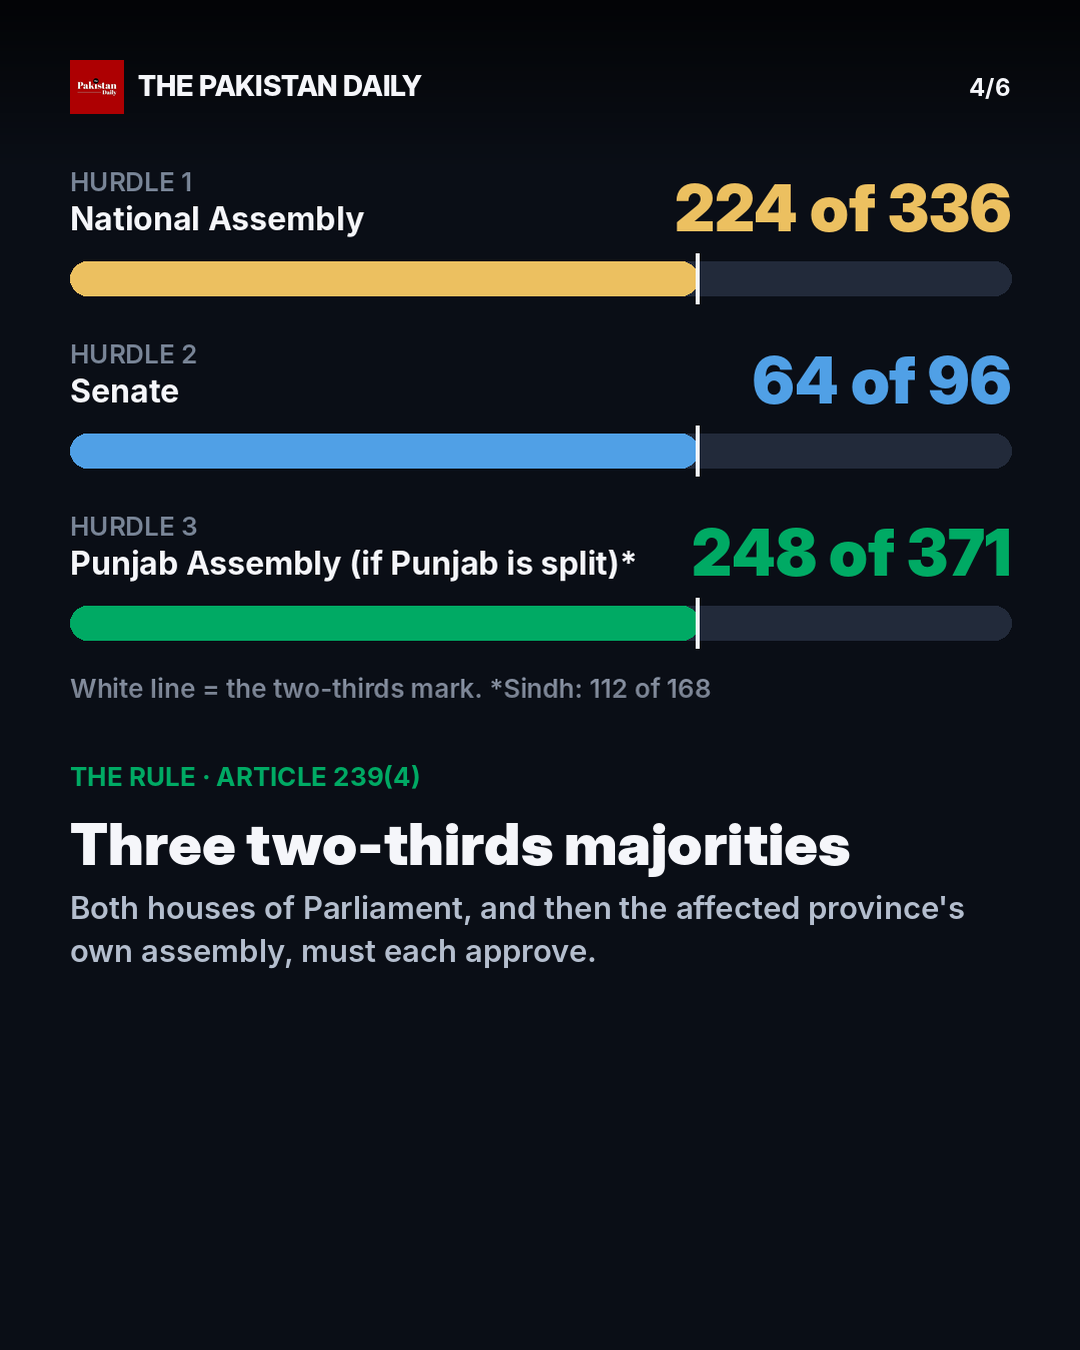 Pakistan
Daily
THE PAKISTAN DAILY
4/6
HURDLE 1
National Assembly
224 of 336
HURDLE 2
Senate
64 of 96
HURDLE 3
Punjab Assembly (if Punjab is split)*
248 of 371
White line = the two-thirds mark. *Sindh: 112 of 168
THE RULE · ARTICLE 239(4)
Three two-thirds majorities
Both houses of Parliament, and then the affected province's
own assembly, must each approve.